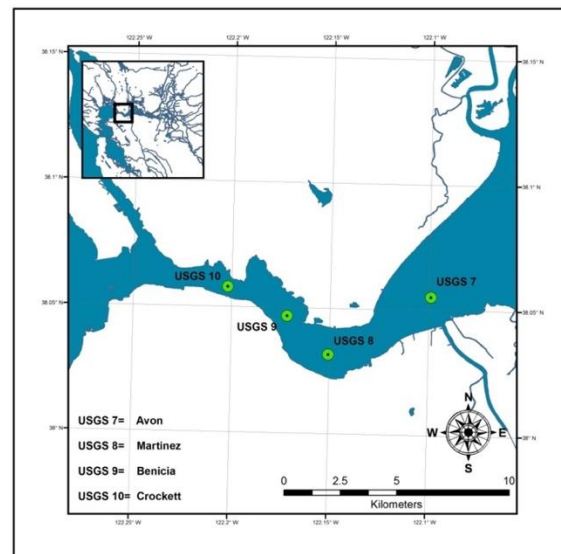 122.25° W
122.2° W
122.15° W
122.1° W
38.15° N
38.15° N
38.1° N
38.1° N
USGS 10
USGS 7
38.05° N
38.05° N
USGS 9
USGS 8
USGS 7= Avon
USGS 8= Martinez
USGS 9= Benicia
USGS 10= Crockett
N
W
E
S
38° N
38° N
0 2.5 5 10
Kilometers
122.25° W
122.2° W
122.15° W
122.1° W